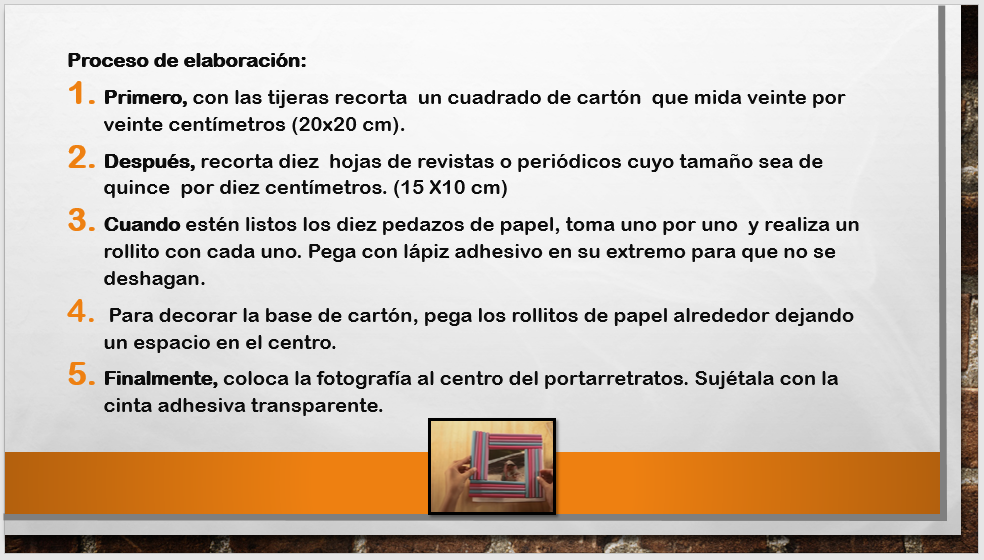 Proceso de elaboración:
1. Primero, con las tijeras recorta un cuadrado de cartón que mida veinte por
veinte centímetros (20x20 cm).
2. Después, recorta diez hojas de revistas o periódicos cuyo tamaño sea de
quince por diez centímetros. (15 X10 cm)
3. Cuando estén listos los diez pedazos de papel, toma uno por uno y realiza un
rollito con cada uno. Pega con lápiz adhesivo en su extremo para que no se
deshagan.
4. Para decorar la base de cartón, pega los rollitos de papel alrededor dejando
un espacio en el centro.
5. Finalmente, coloca la fotografía al centro del portarretratos. Sujétala con la
cinta adhesiva transparente.